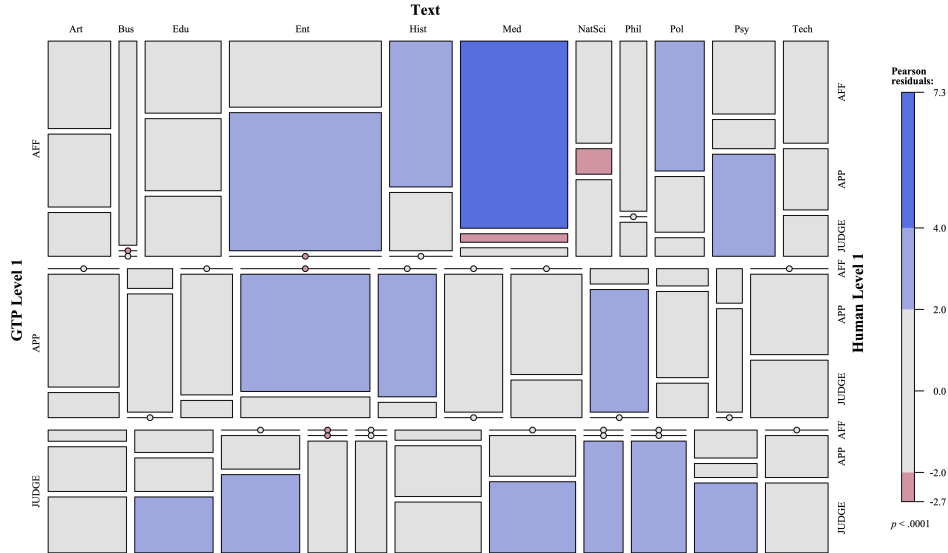 Text
Art Bus Edu Ent Hist Med NatSci Phil Pol Psy Tech
GTP Level 1
AFF
APP
JUDGE
Human Level 1
AFF
APP
JUDGE
AFF
APP
JUDGE
AFF
APP
JUDGE
Pearson
residuals:
7.3
4.0
2.0
0.0
-2.0
-2.7
p < .0001